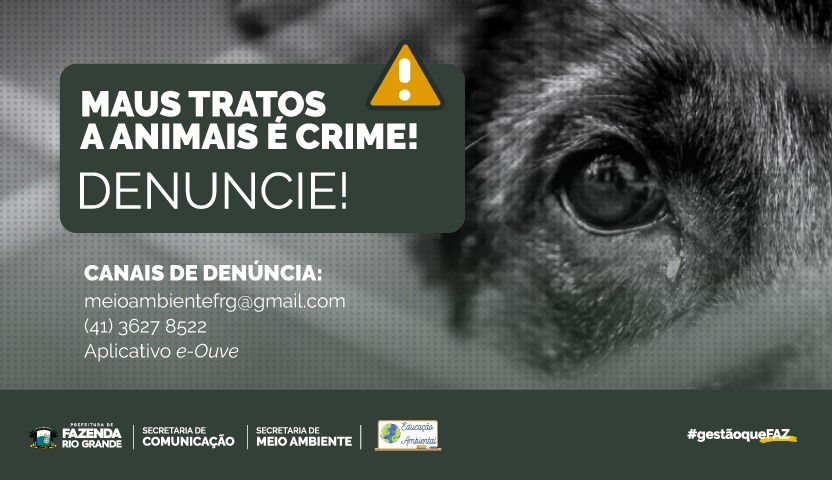 MAUS TRATOS
A ANIMAIS É CRIME!
DENUNCIE!
CANAIS DE DENÚNCIA:
meioambientefrg@gmail.com
(41) 3627 8522
Aplicativo e-Ouve
PREFEITURA DE
FAZENDA
RIO GRANDE
SECRETARIA DE
COMUNICAÇÃO
SECRETARIA DE
MEIO AMBIENTE
Educação
Ambiental
#gestãoqueFAZ